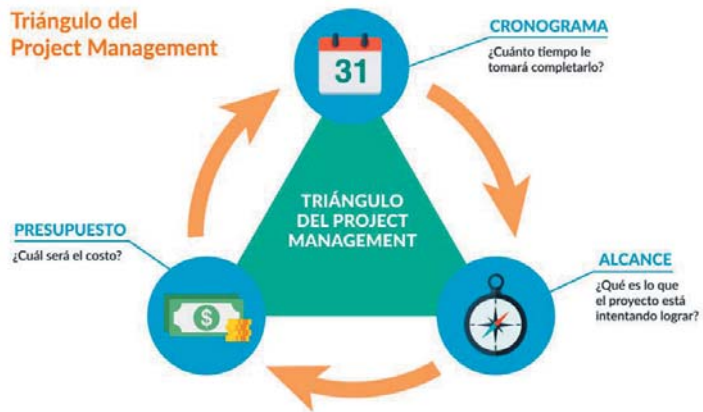 Triángulo del
Project Management
31
CRONOGRAMA
¿Cuánto tiempo le
tomará completarlo?
TRIÁNGULO
DEL PROJECT
MANAGEMENT
PRESUPUESTO
¿Cuál será el costo?
$
ALCANCE
¿Qué es lo que
el proyecto está
intentando lograr?